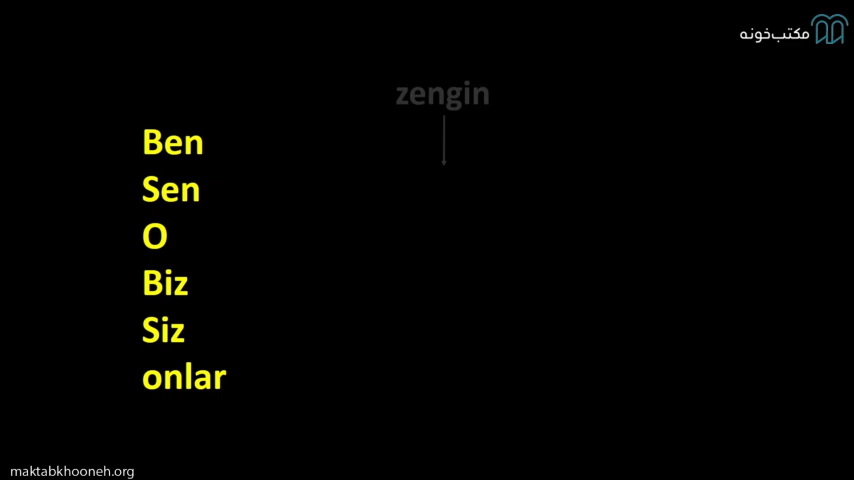 مکتب‌خونه
zengin
Ben
Sen
O
Biz
Siz
onlar
maktabkhooneh.org